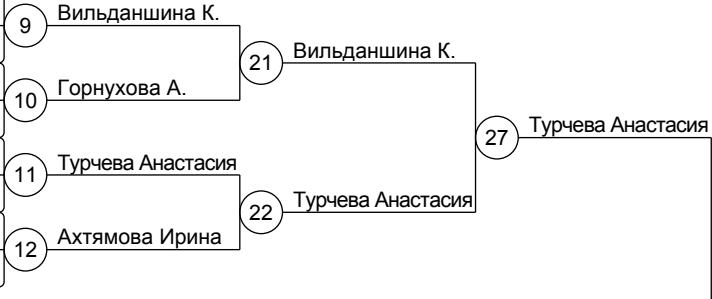 9 Вильданшина К.
21 Вильданшина К.
10 Горнухова А.
27 Турчева Анастасия
11 Турчева Анастасия
22 Турчева Анастасия
12 Ахтямова Ирина